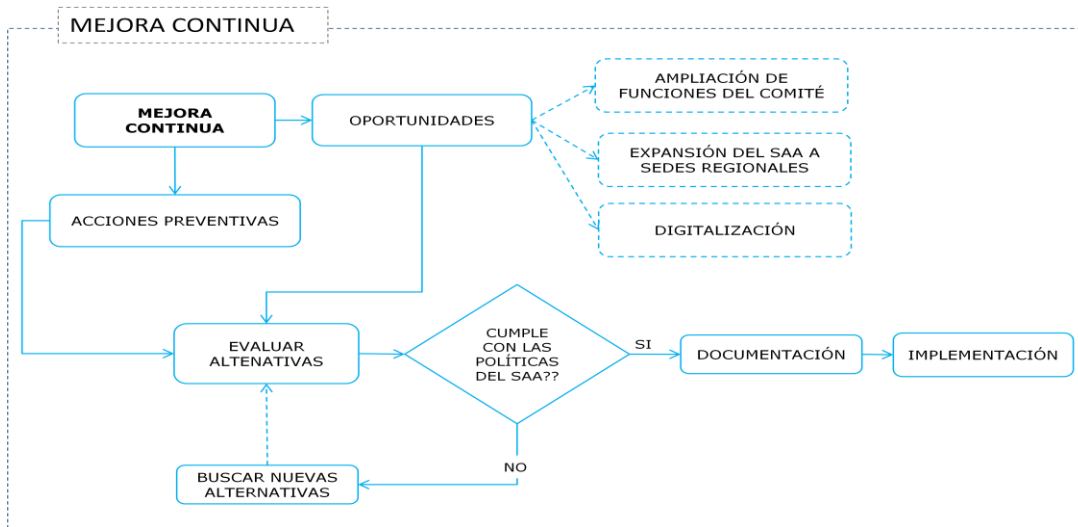 MEJORA CONTINUA
MEJORA
CONTINUA
OPORTUNIDADES
AMPLIACIÓN DE
FUNCIONES DEL COMITÉ
EXPANSIÓN DEL SAA A
SEDES REGIONALES
DIGITALIZACIÓN
ACCIONES PREVENTIVAS
EVALUAR
ALTENATIVAS
CUMPLE
CON LAS
POLÍTICAS
DEL SAA??
SI
DOCUMENTACIÓN
IMPLEMENTACIÓN
NO
BUSCAR NUEVAS
ALTERNATIVAS